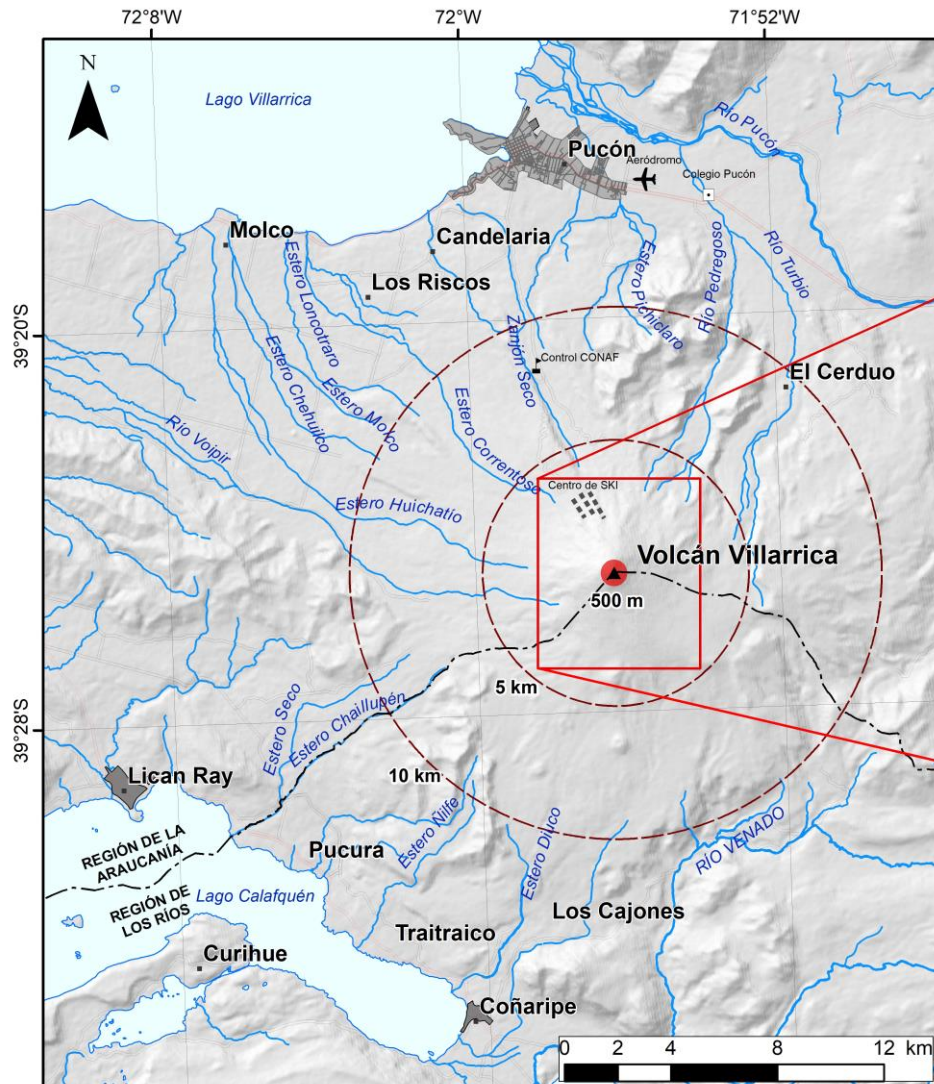 72°8'W
72°W
71°52'W
N
Lago Villarrica
Río Pucón
Pucón
Aeródromo
Colegio Pucón
Molco
Candelaria
Los Riscos
Estero Loncotraro
Estero Pichiclaro
Río Pedregoso
Río Turbio
39°20'S
Zanjón Seco
Control CONAF
El Cerduo
Estero Chehuilco
Estero Molco
Estero Correntoso
Río Voipir
Centro de SKI
Estero Huichatío
Volcán Villarrica
500 m
5 km
39°28'S
Estero Seco
Estero Chaillupén
10 km
Lican Ray
REGIÓN DE LA
ARAUCANÍA
REGIÓN DE
LOS RÍOS
Pucura
Estero Nilfe
Estero Diuco
RÍO VENADO
Lago Calafquén
Los Cajones
Traitraico
Curihue
Coñaripe
0 2 4 8 12 km